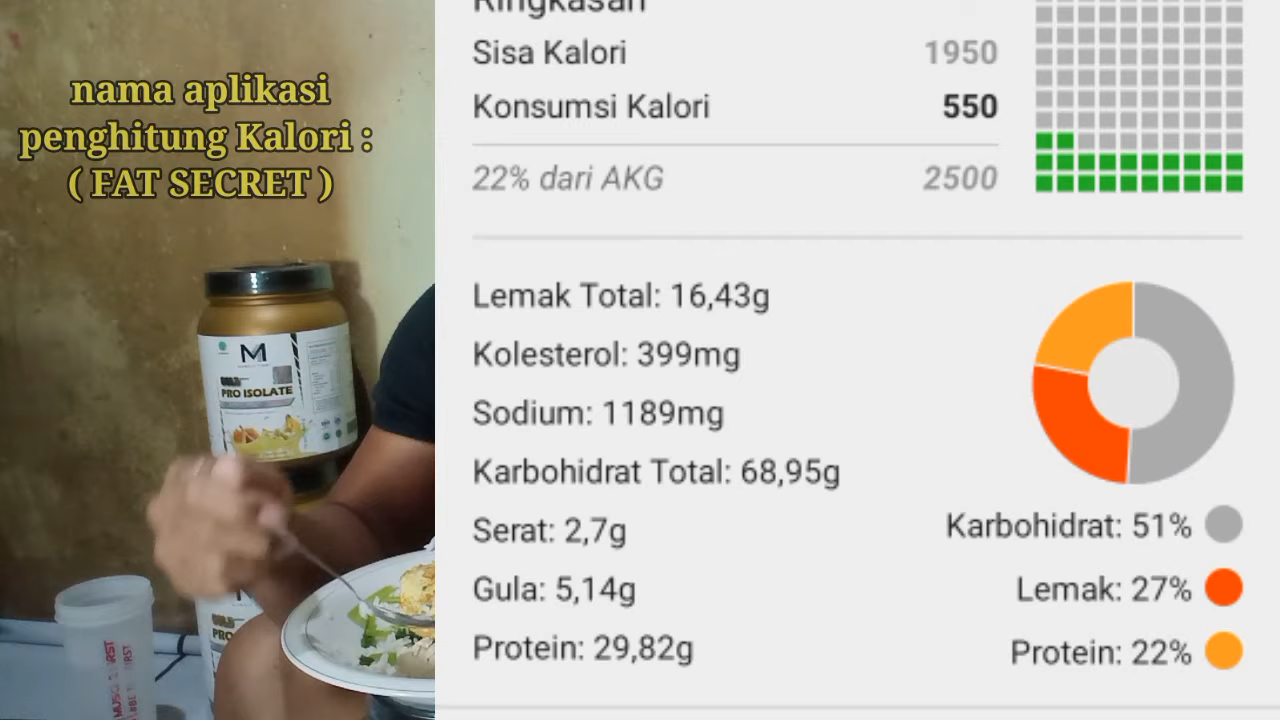 nama aplikasi
penghitung Kalori :
( FAT SECRET )
M
PRO ISOLATE
Ringkasan
Sisa Kalori 1950
Konsumsi Kalori 550
22% dari AKG 2500
Lemak Total: 16,43g
Kolesterol: 399mg
Sodium: 1189mg
Karbohidrat Total: 68,95g
Serat: 2,7g
Gula: 5,14g
Protein: 29,82g
Karbohidrat: 51%
Lemak: 27%
Protein: 22%